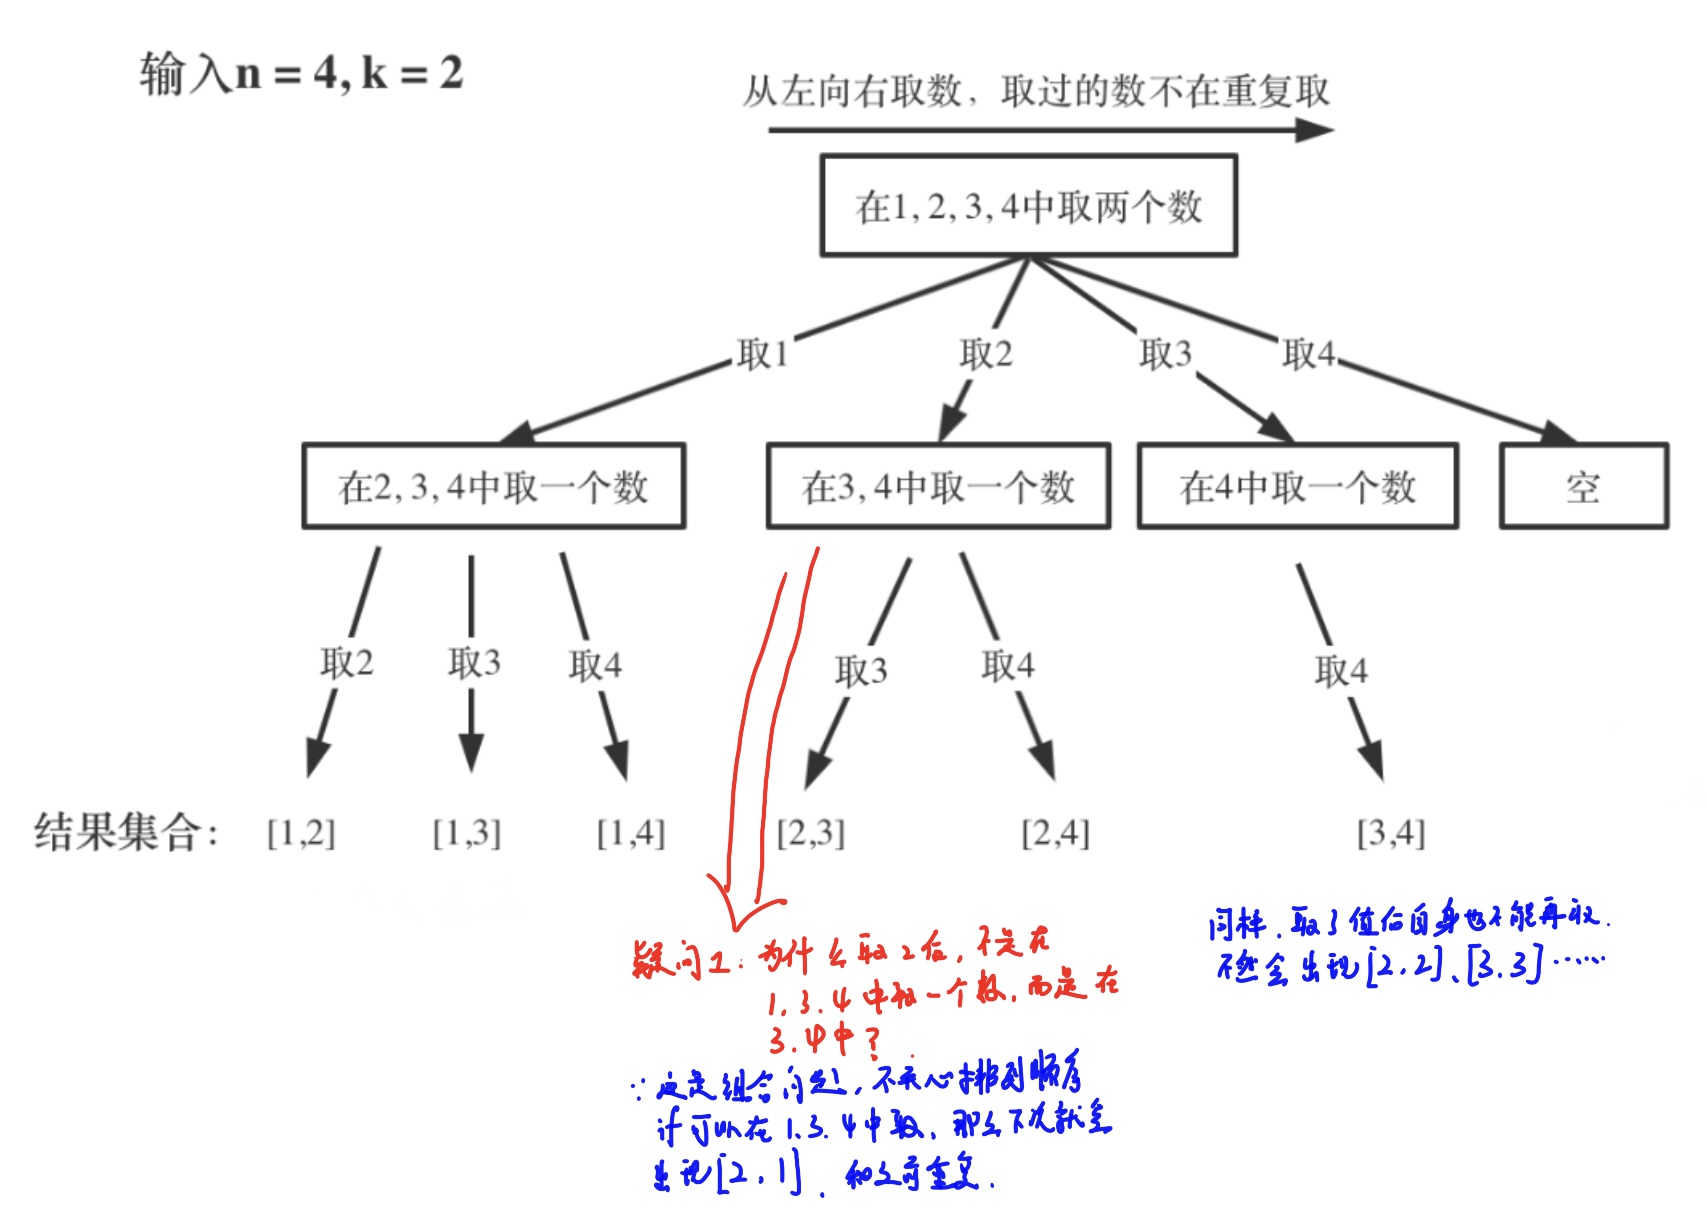 输入n = 4, k = 2
从左向右取数，取过的数不在重复取
在1, 2, 3, 4中取两个数
取1
取2
取3
取4
在2, 3, 4中取一个数
在3, 4中取一个数
在4中取一个数
空
取2
取3
取4
取3
取4
取4
结果集合：
[1,2]
[1,3]
[1,4]
[2,3]
[2,4]
[3,4]
疑问1: 为什么取2后, 不是在
1. 3. 4中取一个数, 而是在
3. 4中?
∵这是组合问题, 不关心排列顺序
可以在1. 3. 4中取, 那么下次就会
出现[2, 1], 和之前重复.
同样, 取了值后自身也不能再取.
不然会出现[2.2]、[3.3]······